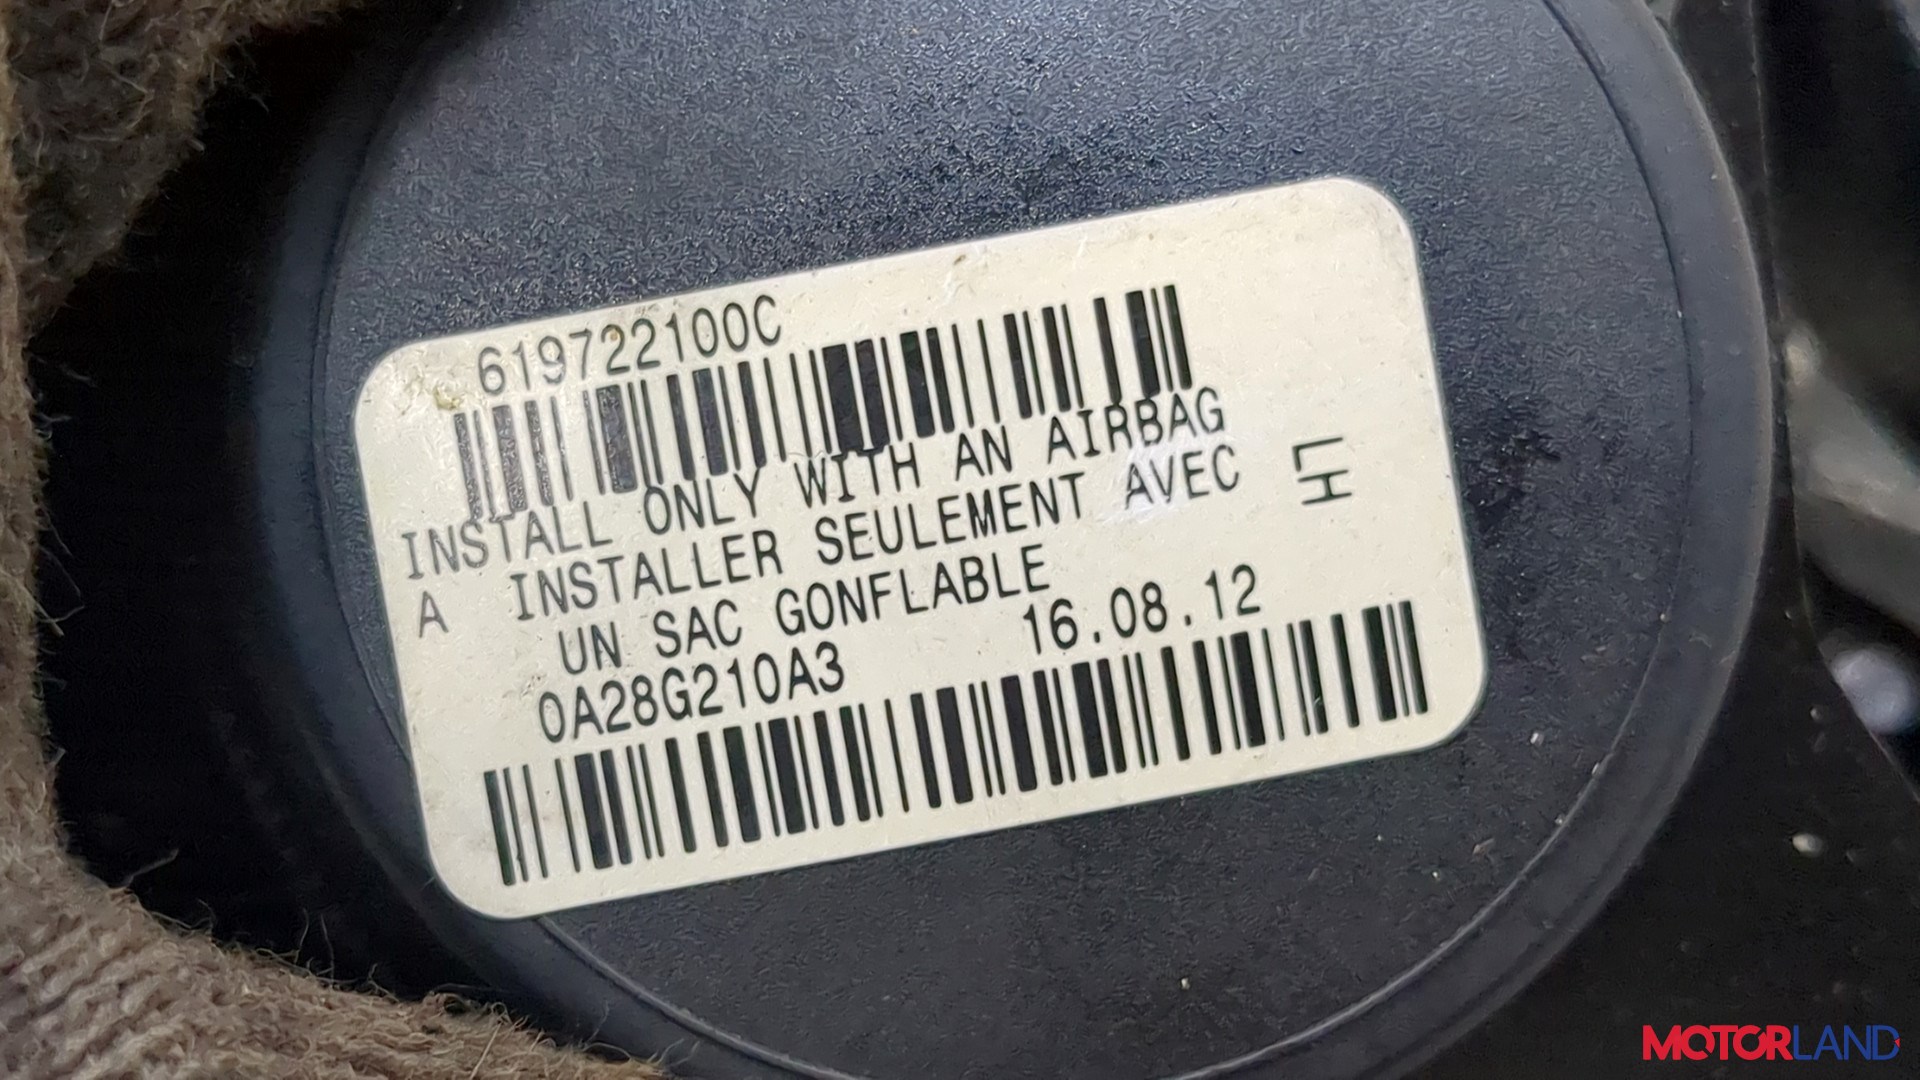 619722100C
INSTALL ONLY WITH AN AIRBAG
A INSTALLER SEULEMENT AVEC
UN SAC GONFLABLE
LH
0A28G210A3 16.08.12
MOTORLAND